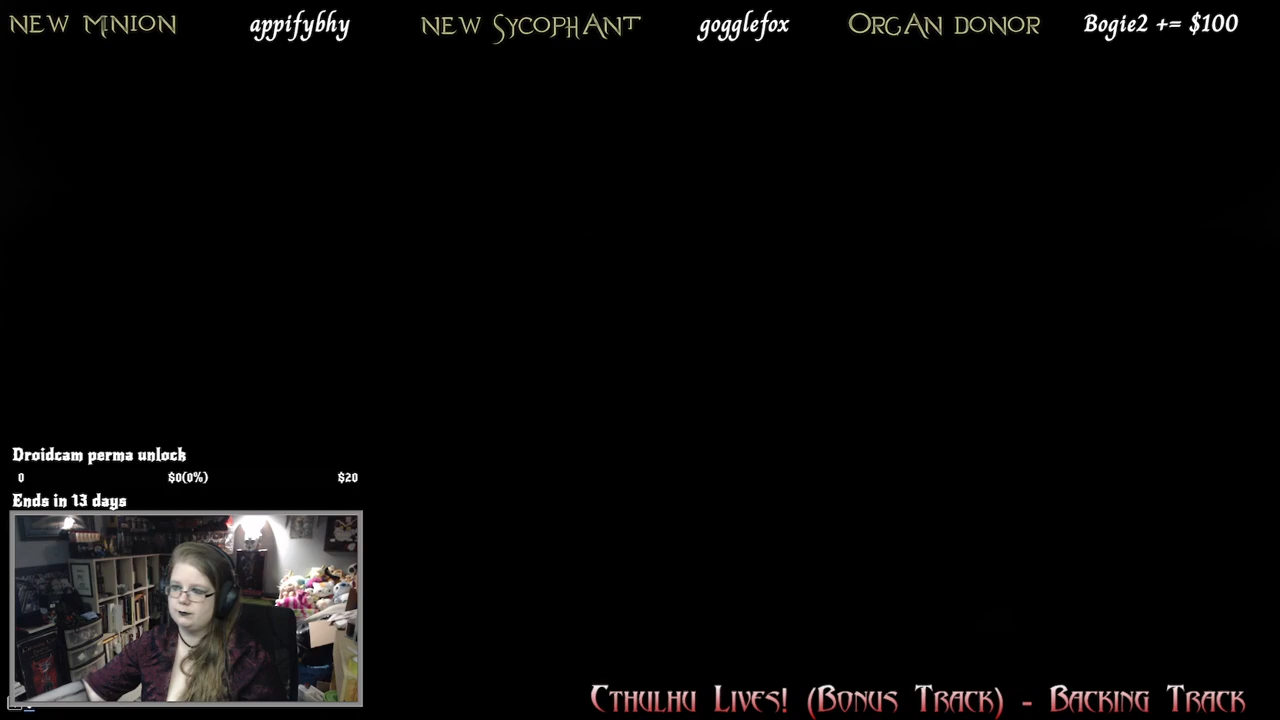 NEW MINION appifybhy NEW SYCOPHANT gogglefox ORGAN DONOR Bogie2 += $100
Droidcam perma unlock
0 $0(0%) $20
Ends in 13 days
Cthulhu Lives! (Bonus Track) - Backing Track